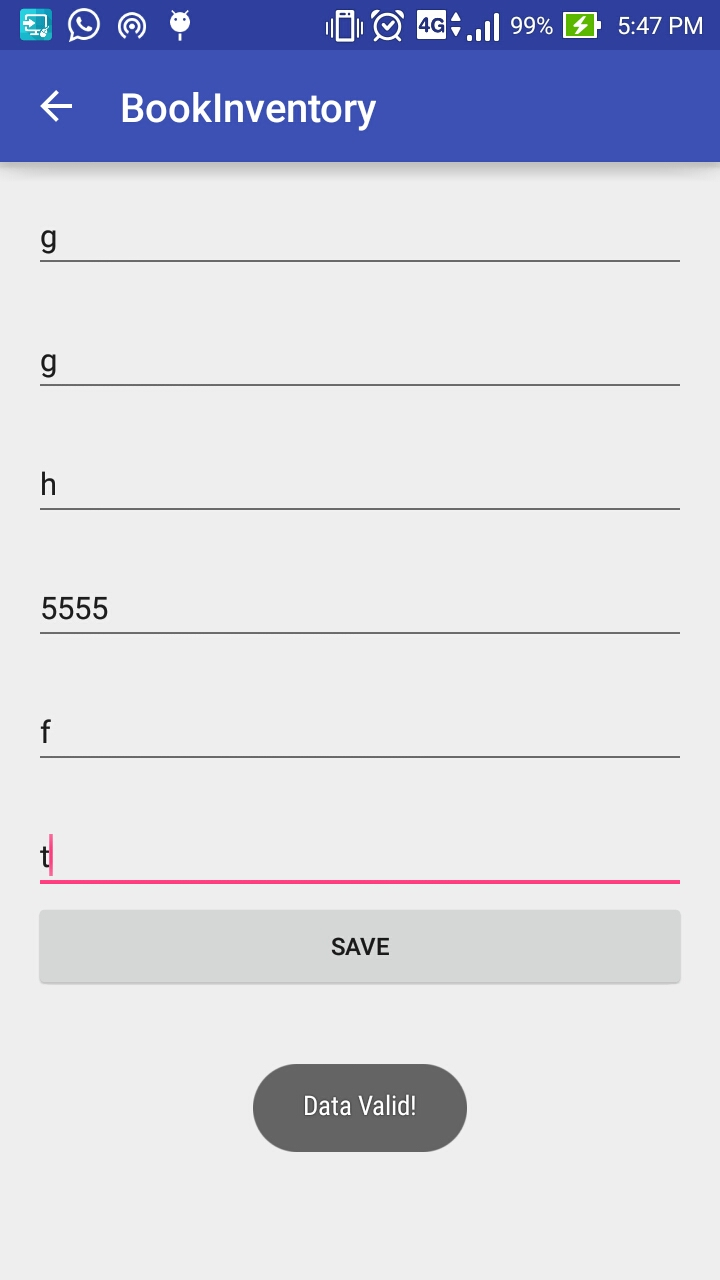 4G 99% 5:47 PM
BookInventory
g
g
h
5555
f
t
SAVE
Data Valid!